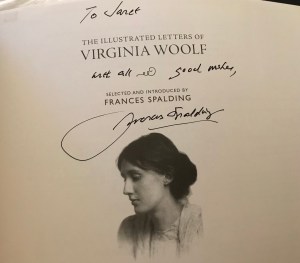 To Janet
THE ILLUSTRATED LETTERS OF
VIRGINIA WOOLF
with all good wishes,
SELECTED AND INTRODUCED BY
FRANCES SPALDING
Frances Spalding